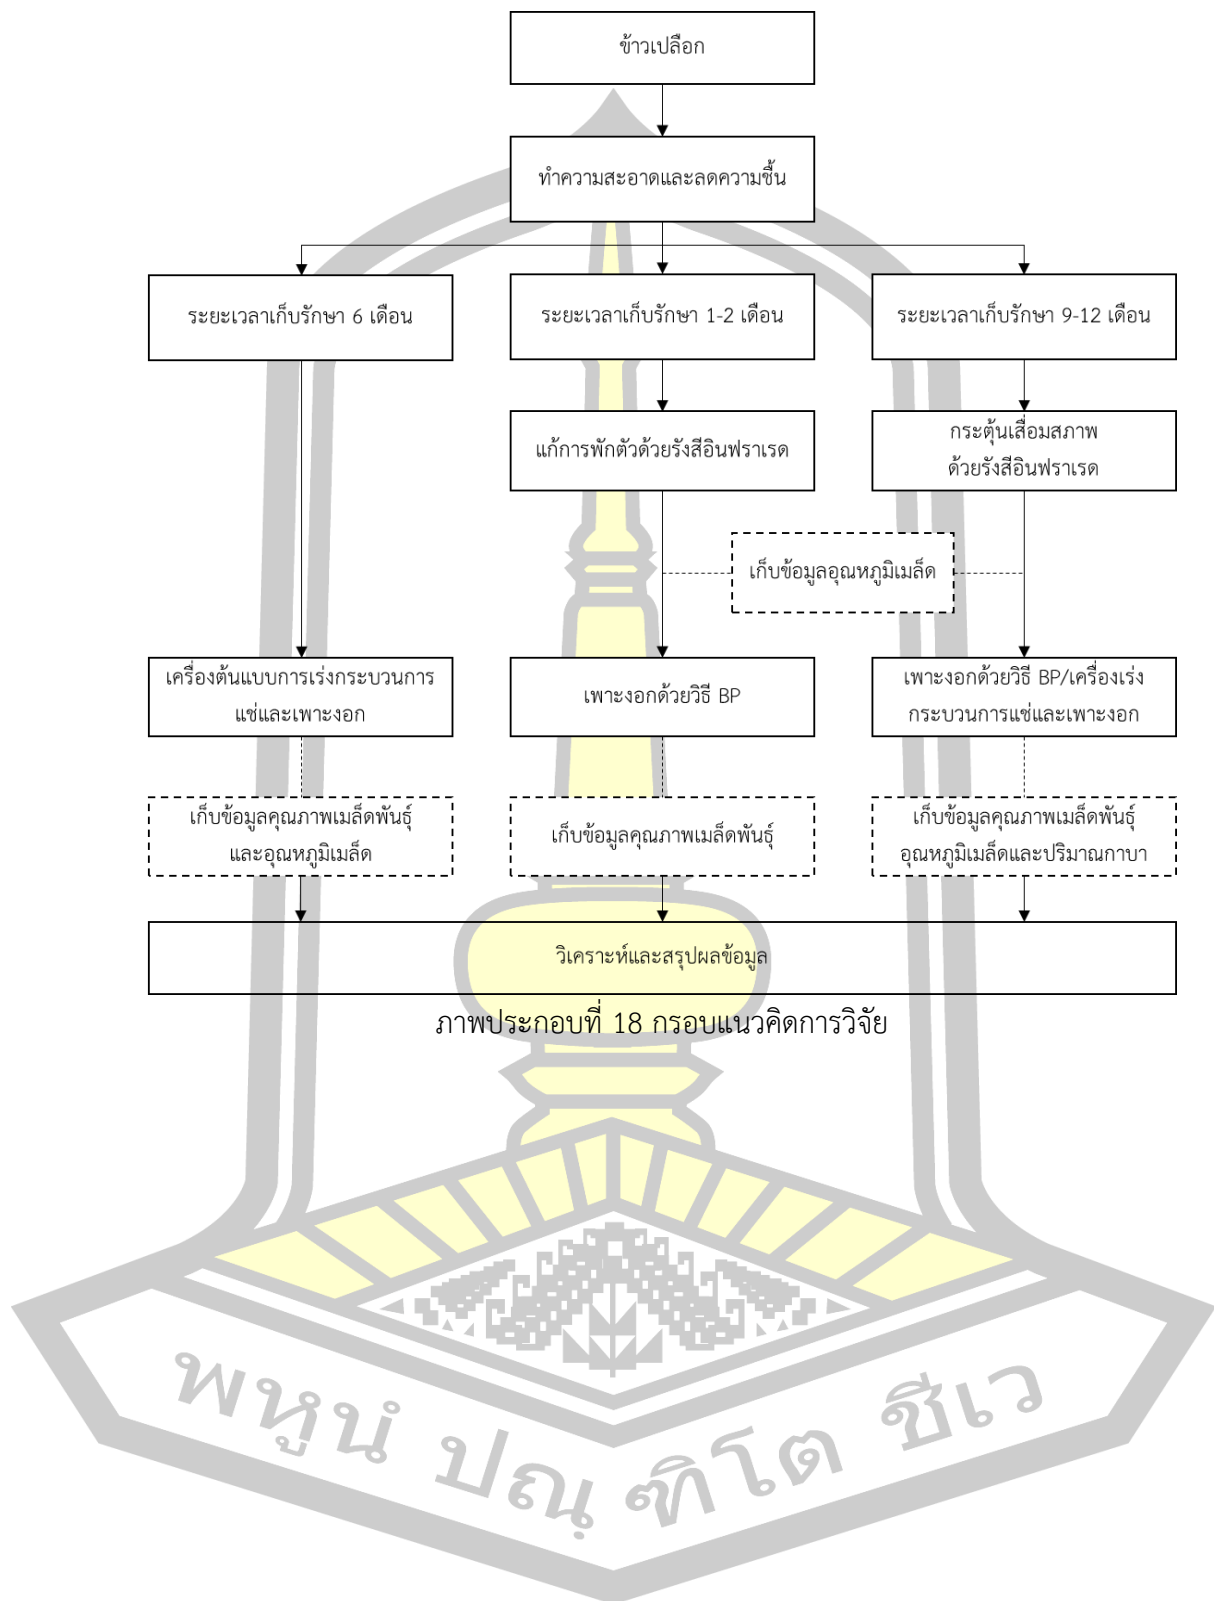 ข้าวเปลือก
ทำความสะอาดและลดความชื้น
ระยะเวลาเก็บรักษา 6 เดือน
ระยะเวลาเก็บรักษา 1-2 เดือน
ระยะเวลาเก็บรักษา 9-12 เดือน
แก้การพักตัวด้วยรังสีอินฟราเรด
กระตุ้นเสื่อมสภาพ
ด้วยรังสีอินฟราเรด
เก็บข้อมูลอุณหภูมิเมล็ด
เครื่องต้นแบบการเร่งกระบวนการ
แช่และเพาะงอก
เพาะงอกด้วยวิธี BP
เพาะงอกด้วยวิธี BP/เครื่องเร่ง
กระบวนการแช่และเพาะงอก
เก็บข้อมูลคุณภาพเมล็ดพันธุ์
และอุณหภูมิเมล็ด
เก็บข้อมูลคุณภาพเมล็ดพันธุ์
เก็บข้อมูลคุณภาพเมล็ดพันธุ์
อุณหภูมิเมล็ดและปริมาณกาบา
วิเคราะห์และสรุปผลข้อมูล
ภาพประกอบที่ 18 กรอบแนวคิดการวิจัย
พหูนํ ปณฺฑิโต ชีเว